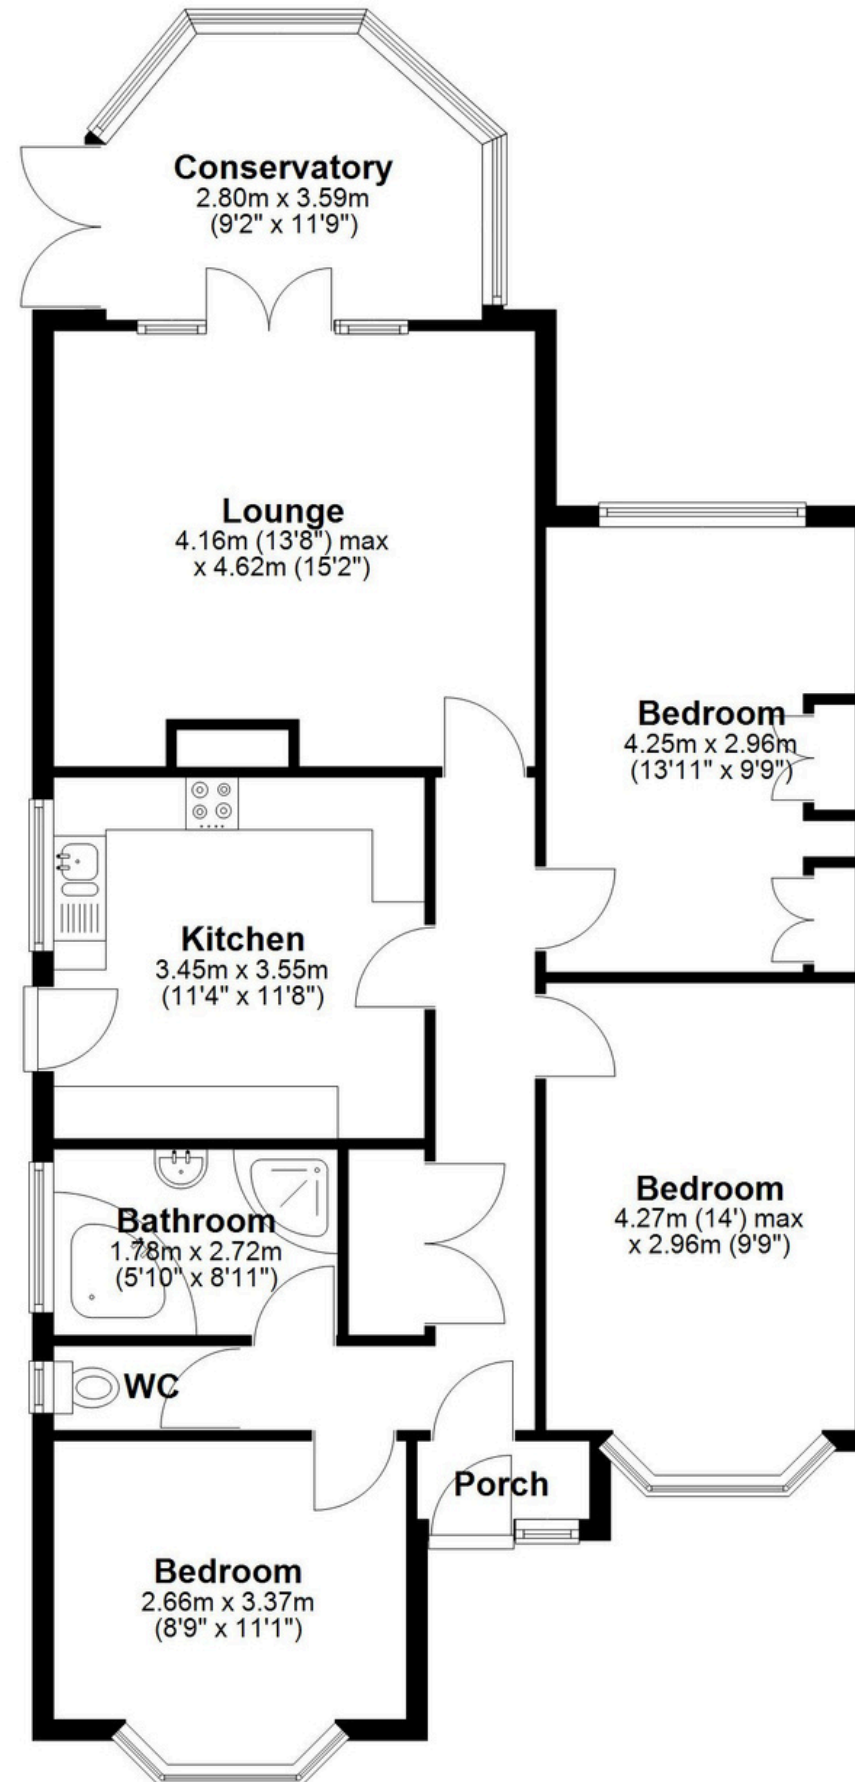 Conservatory
2.80m x 3.59m
(9'2" x 11'9")
Lounge
4.16m (13'8") max
x 4.62m (15'2")
Bedroom
4.25m x 2.96m
(13'11" x 9'9")
Kitchen
3.45m x 3.55m
(11'4" x 11'8")
Bedroom
4.27m (14') max
x 2.96m (9'9")
Bathroom
1.78m x 2.72m
(5'10" x 8'11")
WC
Porch
Bedroom
2.66m x 3.37m
(8'9" x 11'1")